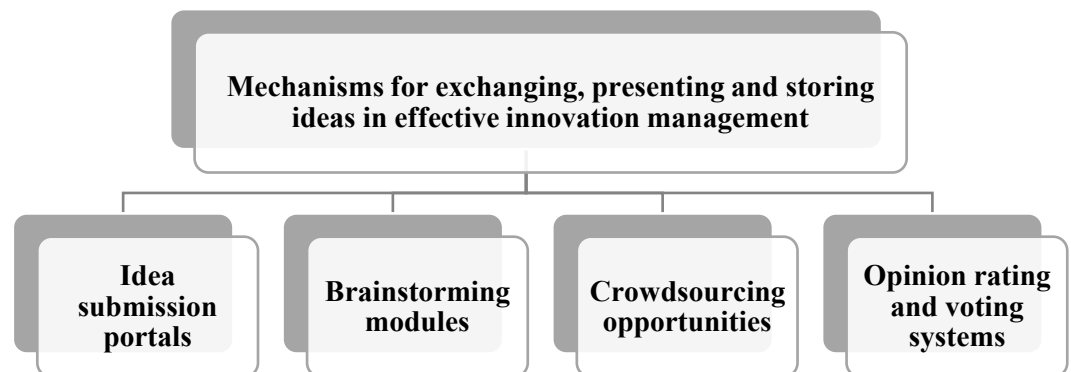 Mechanisms for exchanging, presenting and storing
ideas in effective innovation management
Idea
submission
portals
Brainstorming
modules
Crowdsourcing
opportunities
Opinion rating
and voting
systems